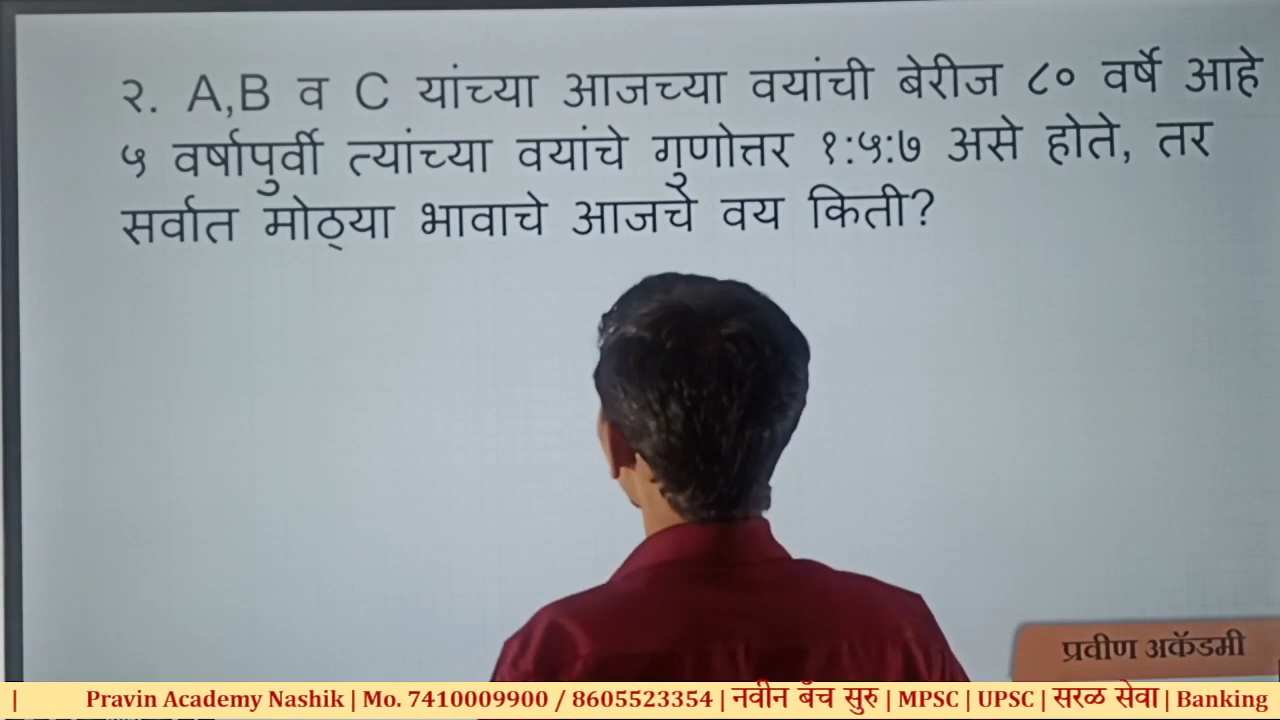 २. A,B व C यांच्या आजच्या वयांची बेरीज ८० वर्षे आहे
५ वर्षापुर्वी त्यांच्या वयांचे गुणोत्तर १:५:७ असे होते, तर
सर्वात मोठ्या भावाचे आजचे वय किती?
प्रवीण अकॅडमी
| Pravin Academy Nashik | Mo. 7410009900 / 8605523354 | नवीन बॅच सुरु | MPSC | UPSC | सरळ सेवा | Banking